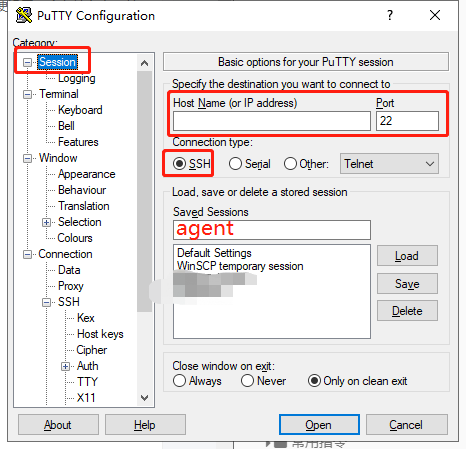 PuTTY Configuration
?
Category:
Session
Logging
Terminal
Keyboard
Bell
Features
Window
Appearance
Behaviour
Translation
Selection
Colours
Connection
Data
Proxy
SSH
Kex
Host keys
Cipher
Auth
TTY
X11
Basic options for your PuTTY session
Specify the destination you want to connect to
Host Name (or IP address) Port
22
Connection type:
SSH Serial Other: Telnet
Load, save or delete a stored session
Saved Sessions
agent
Default Settings
WinSCP temporary session
Load
Save
Delete
Close window on exit:
Always Never Only on clean exit
About Help Open Cancel
常用指令